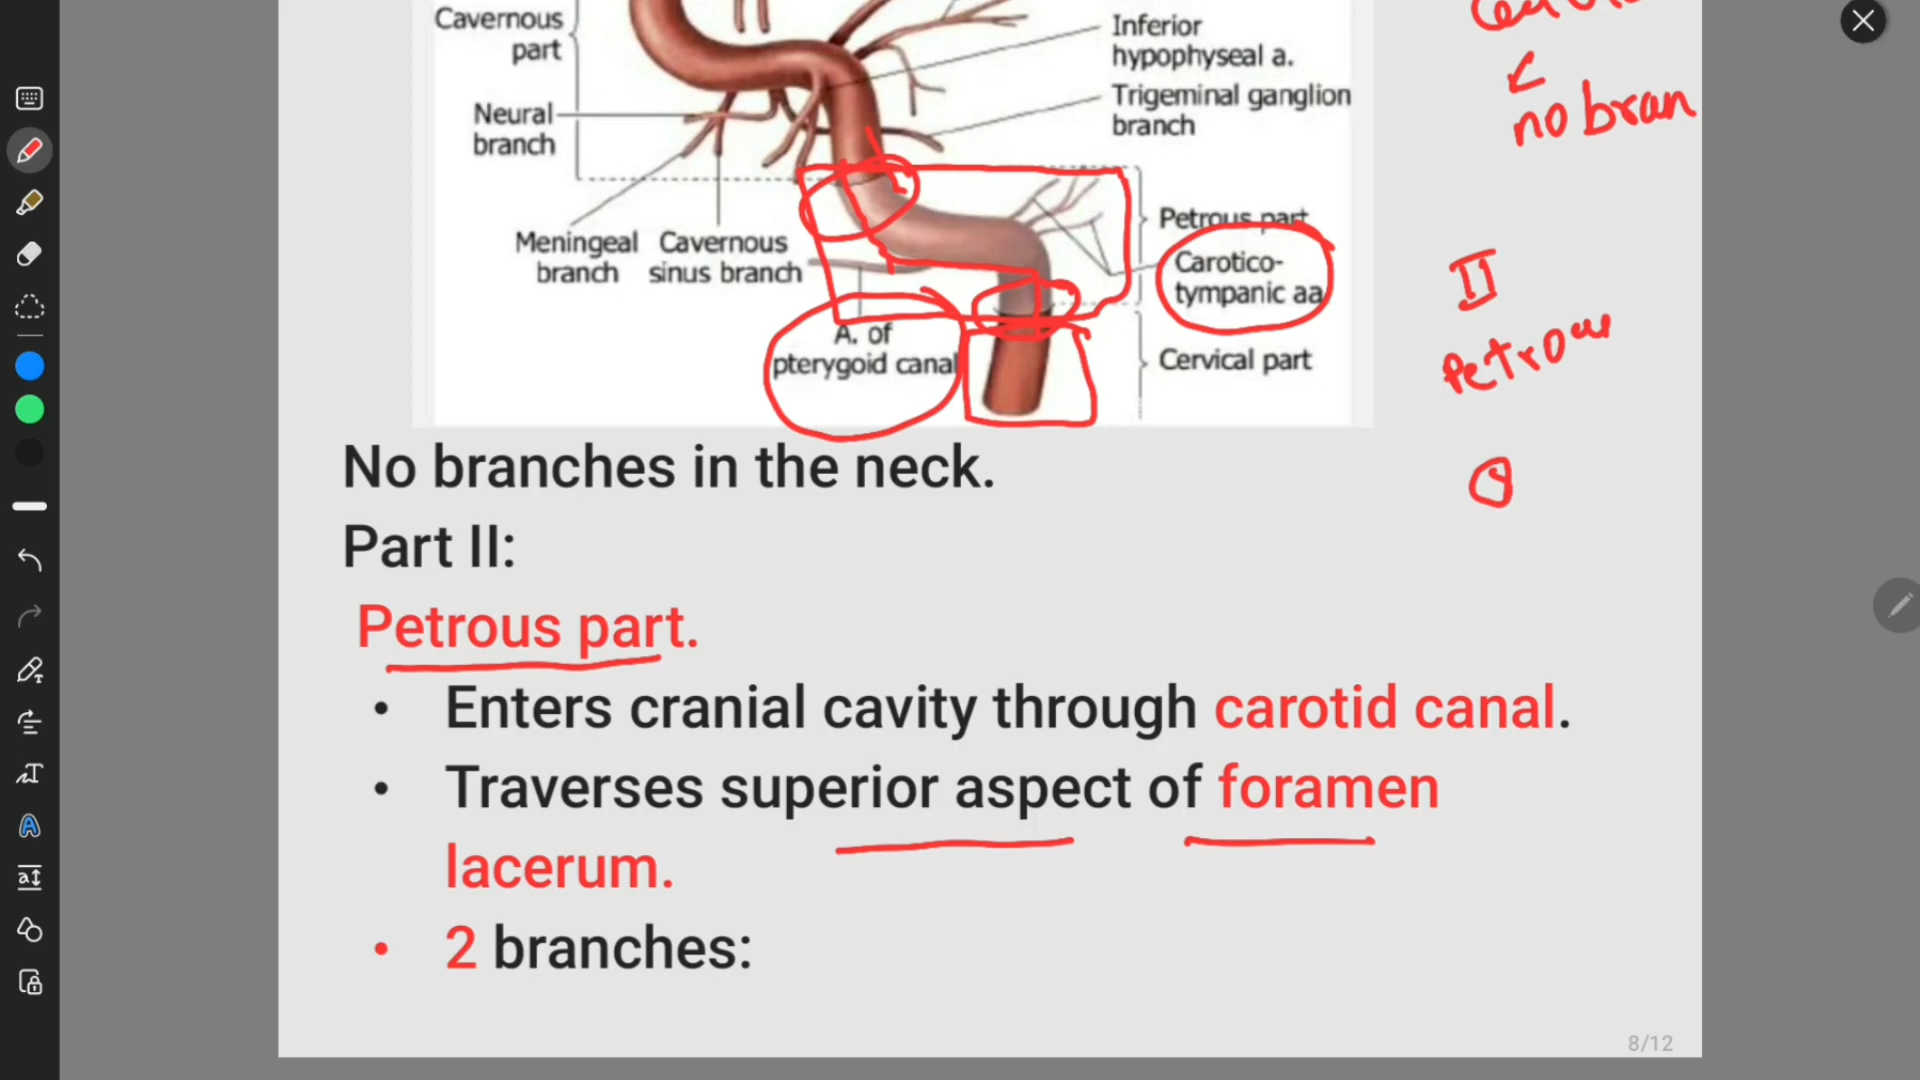 Cavernous
part
Inferior
hypophyseal a.
Trigeminal ganglion
branch
Neural
branch
no bran
Meningeal
branch
Cavernous
sinus branch
Petrous part
Carotico-
tympanic aa
II
Petrous
A. of
pterygoid canal
Cervical part
No branches in the neck.
Part II:
Petrous part.
• Enters cranial cavity through carotid canal.
• Traverses superior aspect of foramen
lacerum.
• 2 branches:
8/12